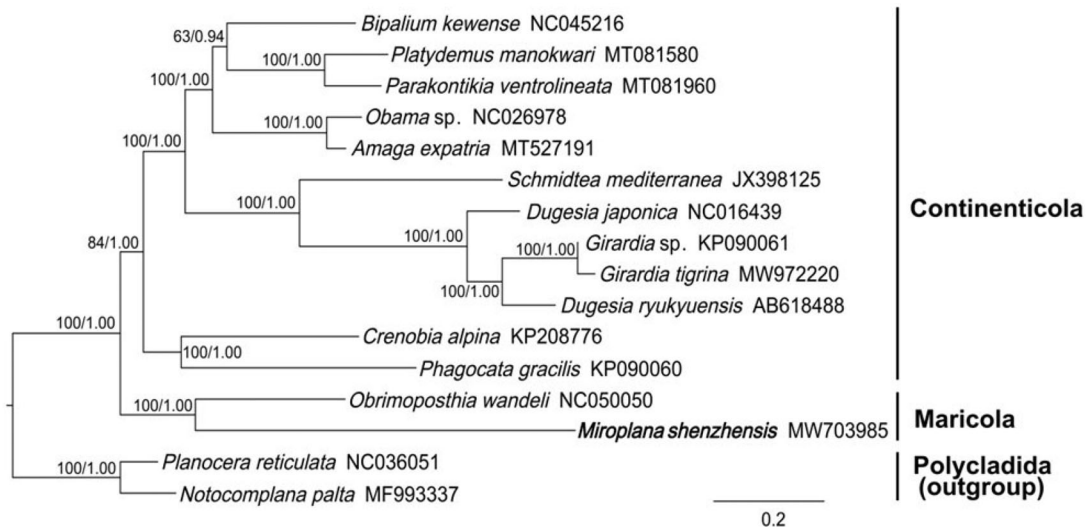 Bipalium kewense NC045216
63/0.94
Platydemus manokwari MT081580
100/1.00
100/1.00
Parakontikia ventrolineata MT081960
Obama sp. NC026978
100/1.00
100/1.00
Amaga expatria MT527191
Schmidtea mediterranea JX398125
100/1.00
Dugesia japonica NC016439
Continenticola
84/1.00
100/1.00
Girardia sp. KP090061
100/1.00
Girardia tigrina MW972220
100/1.00
Dugesia ryukyuensis AB618488
100/1.00
Crenobia alpina KP208776
100/1.00
Phagocata gracilis KP090060
Obrimoposthia wandeli NC050050
100/1.00
Maricola
Miroplana shenzhensis MW703985
Planocera reticulata NC036051
100/1.00
Polycladida
(outgroup)
Notocomplana palta MF993337
0.2